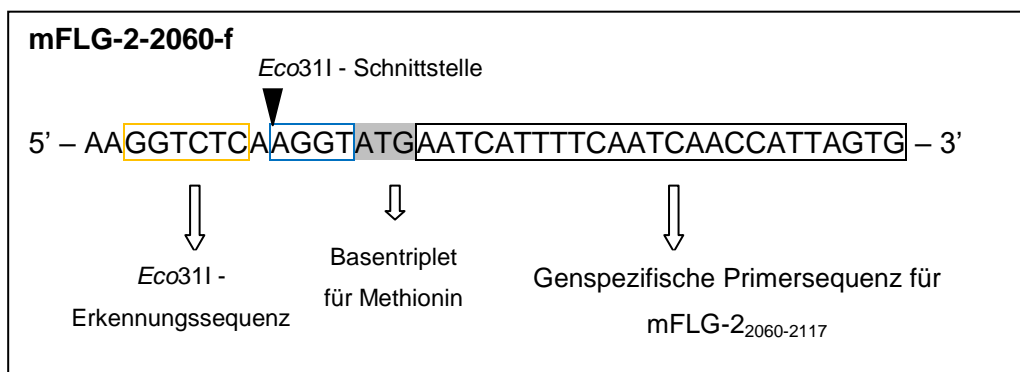 mFLG-2-2060-f
Eco31I - Schnittstelle
5’ – AAGGTCTCAAGGTATGAATCATTTTCAATCAACCATTAGTG – 3’
Eco31I -
Erkennungssequenz
Basentriplet
für Methionin
Genspezifische Primersequenz für
mFLG-22060-2117